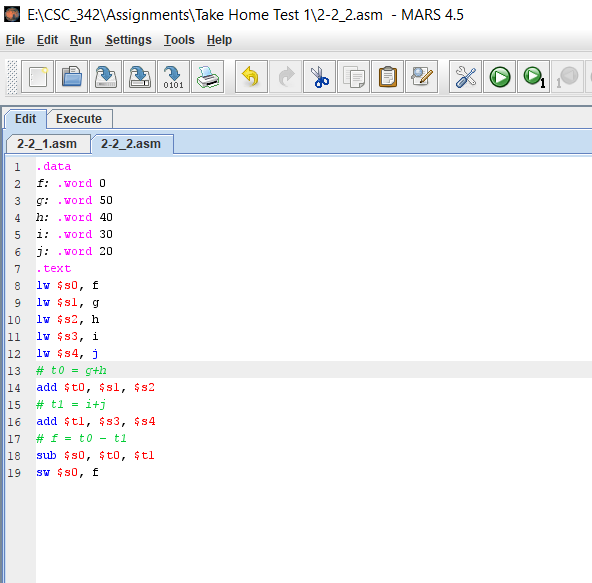 E:\CSC_342\Assignments\Take Home Test 1\2-2_2.asm - MARS 4.5
File Edit Run Settings Tools Help
0101 1 1
Edit Execute
2-2_1.asm 2-2_2.asm
1 .data
2 f: .word 0
3 g: .word 50
4 h: .word 40
5 i: .word 30
6 j: .word 20
7 .text
8 lw $s0, f
9 lw $s1, g
10 lw $s2, h
11 lw $s3, i
12 lw $s4, j
13 # t0 = g+h
14 add $t0, $s1, $s2
15 # t1 = i+j
16 add $t1, $s3, $s4
17 # f = t0 - t1
18 sub $s0, $t0, $t1
19 sw $s0, f